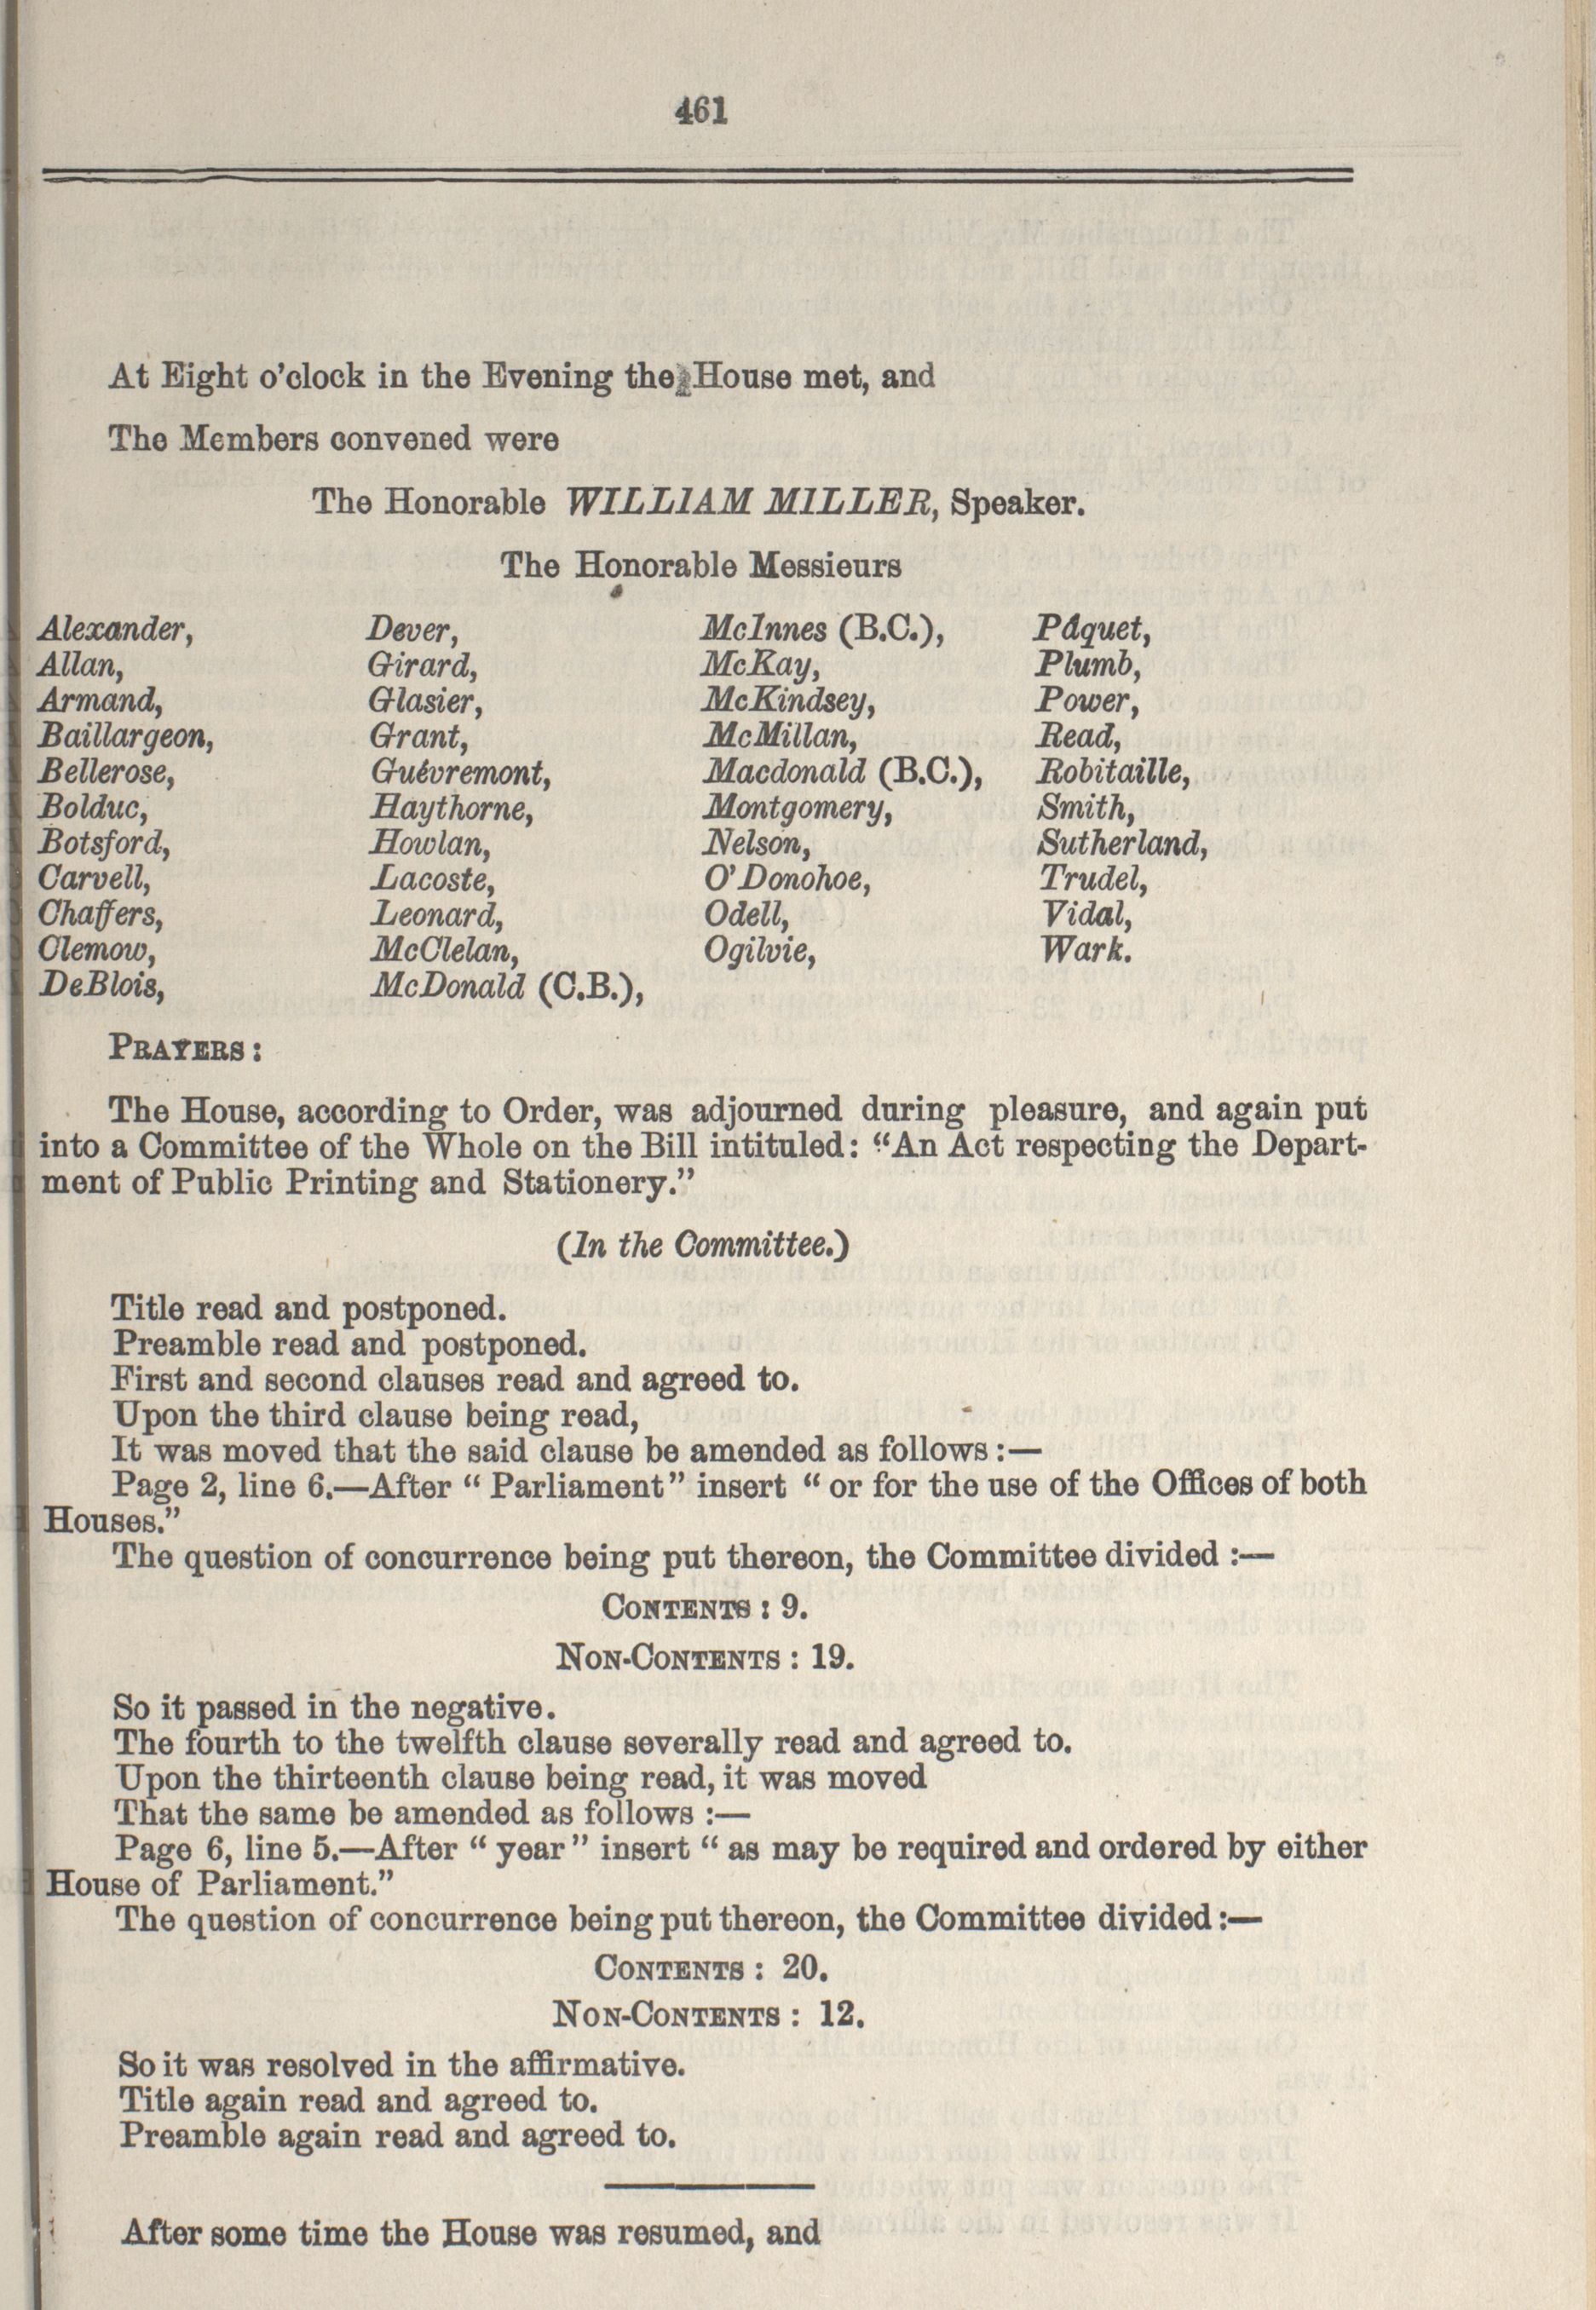 461
At Eight o'clock in the Evening the House met, and
The Members convened were
The Honorable WILLIAM MILLER, Speaker.
The Honorable Messieurs
Alexander, Dever, McInnes (B.C.), Pâquet,
Allan, Girard, McKay, Plumb,
Armand, Glasier, McKindsey, Power,
Baillargeon, Grant, McMillan, Read,
Bellerose, Guévremont, Macdonald (B.C.), Robitaille,
Bolduc, Haythorne, Montgomery, Smith,
Botsford, Howlan, Nelson, Sutherland,
Carvell, Lacoste, O'Donohoe, Trudel,
Chaffers, Leonard, Odell, Vidal,
Clemow, McClelan, Ogilvie, Wark.
DeBlois, McDonald (C.B.),
PRAYERS:
The House, according to Order, was adjourned during pleasure, and again put
into a Committee of the Whole on the Bill intituled: “An Act respecting the Depart-
ment of Public Printing and Stationery.”
(In the Committee.)
Title read and postponed.
Preamble read and postponed.
First and second clauses read and agreed to.
Upon the third clause being read,
It was moved that the said clause be amended as follows:—
Page 2, line 6.—After “Parliament” insert “or for the use of the Offices of both
Houses.”
The question of concurrence being put thereon, the Committee divided:—
CONTENTS: 9.
NON-CONTENTS: 19.
So it passed in the negative.
The fourth to the twelfth clause severally read and agreed to.
Upon the thirteenth clause being read, it was moved
That the same be amended as follows:—
Page 6, line 5.—After “year” insert “as may be required and ordered by either
House of Parliament.”
The question of concurrence being put thereon, the Committee divided:—
CONTENTS: 20.
NON-CONTENTS: 12.
So it was resolved in the affirmative.
Title again read and agreed to.
Preamble again read and agreed to.
After some time the House was resumed, and